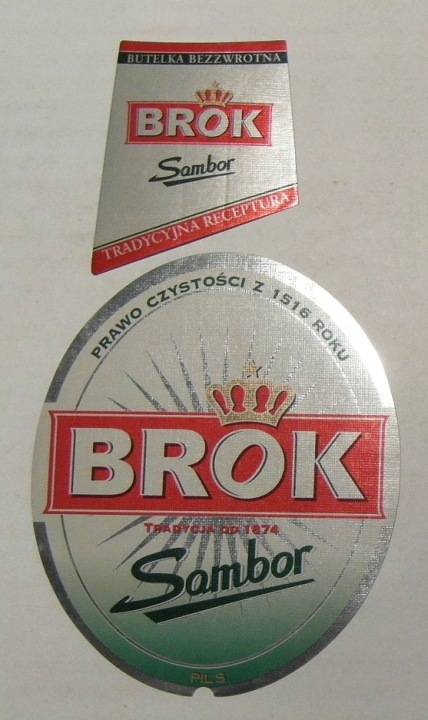 BUTELKA BEZZWROTNA
BROK
Sambor
TRADYCYJNA RECEPTURA
PRAWO CZYSTOŚCI Z 1516 ROKU
BROK®
TRADYCJA OD 1874
Sambor
PILS